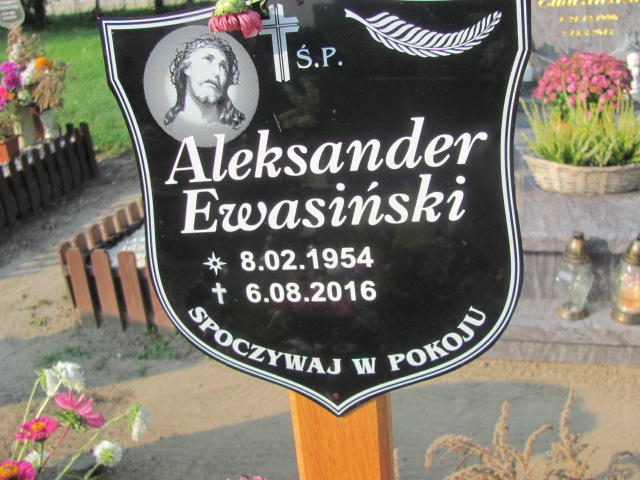 Ś.P.
Aleksander
Ewasiński
8.02.1954
6.08.2016
SPOCZYWAJ W POKOJU